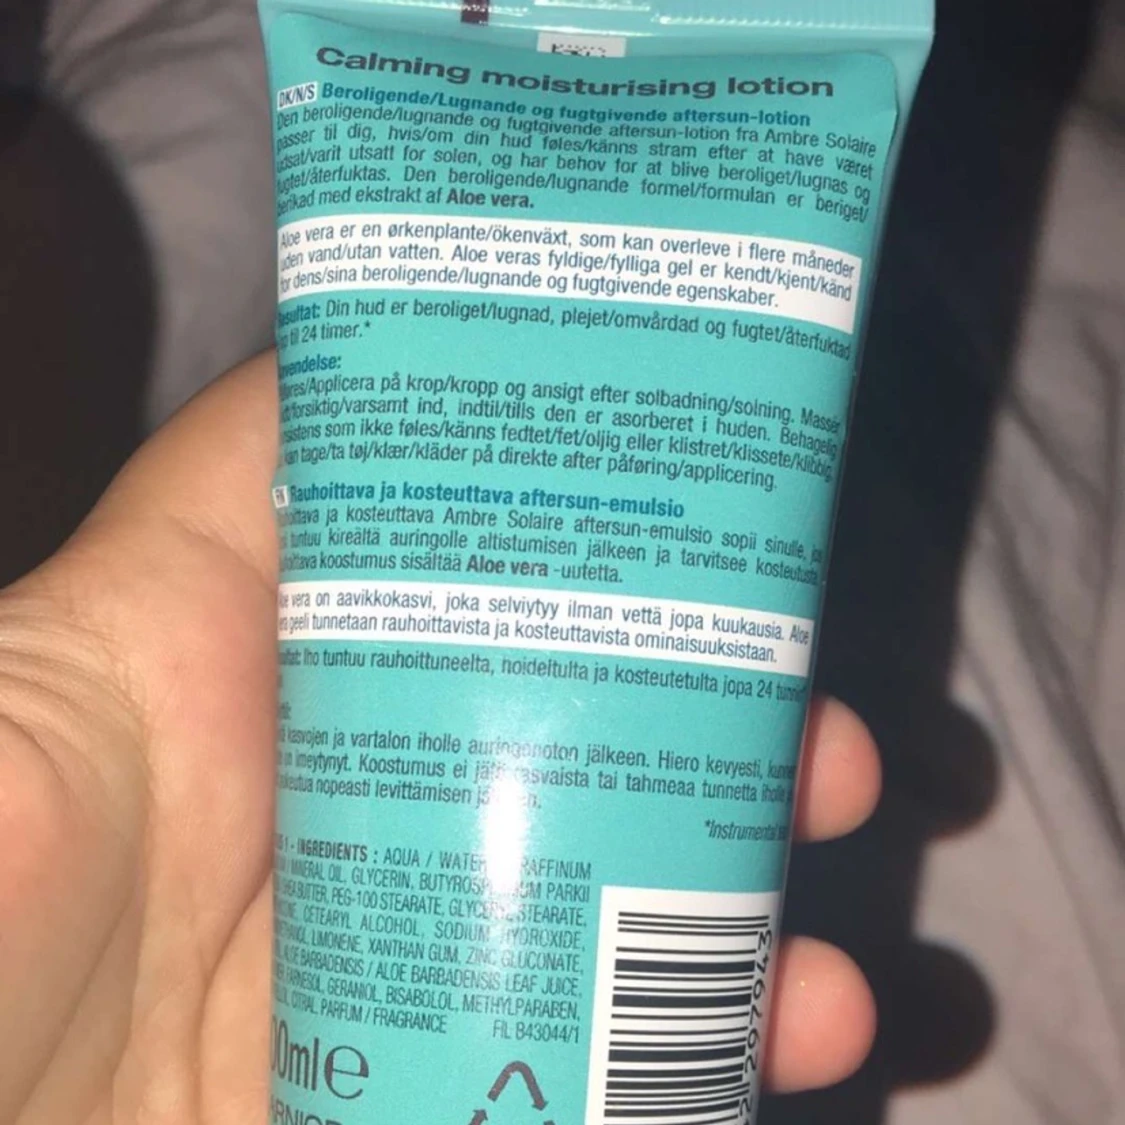 Calming moisturising lotion
DK/N/S Beroligende/Lugnande og fugtgivende aftersun-lotion
Den beroligende/lugnande og fugtgivende aftersun-lotion fra Ambre Solaire
passer til dig, hvis/om din hud føles/känns stram efter at have været
udsat/varit utsatt for solen, og har behov for at blive beroliget/lugnas og
fugtet/återfuktas. Den beroligende/lugnande formel/formulan er beriget/
berikad med ekstrakt af Aloe vera.
Aloe vera er en ørkenplante/ökenväxt, som kan overleve i flere måneder
uden vand/utan vatten. Aloe veras fyldige/fylliga gel er kendt/kjent/känd
for dens/sina beroligende/lugnande og fugtgivende egenskaber.
Resultat: Din hud er beroliget/lugnad, plejet/omvårdad og fugtet/återfuktad
op til 24 timer.*
på krop/kropp og ansigt efter solbadning/solning. Massér
ind, indtil/tills den er asorberet i huden. Behagelig
som ikke føles/känns fedtet/fet/oljig eller klistret/klissete/klibbig,
kan tage/ta tøj/klær/kläder på direkte after påføring/applicering.
FIN Rauhoittava ja kosteuttava aftersun-emulsio
ja kosteuttava Ambre Solaire aftersun-emulsio sopii sinulle, jos
tuntuu kireältä auringolle altistumisen jälkeen ja tarvitsee
koostumus sisältää Aloe vera -uutetta.
vera on aavikkokasvi, joka selviytyy ilman vettä jopa kuukausia. Aloe
geeli tunnetaan rauhoittavista ja kosteuttavista ominaisuuksistaan.
Iho tuntuu rauhoittuneelta, hoideltulta ja kosteutetulta jopa 24
kasvojen ja vartalon iholle auringonoton jälkeen. Hiero kevyesti, kunnes
on imeytynyt. Koostumus ei jätä rasvaista tai tahmeaa tunnetta iholle
nopeasti levittämisen
*Instrumental
- INGREDIENTS : AQUA / WATER
MINERAL OIL, GLYCERIN, PARKII
BUTTER, PEG-100 STEARATE, STEARATE,
CETEARYL ALCOHOL, SODIUM HYDROXIDE,
LIMONENE, XANTHAN GUM, ZINC GLUCONATE,
ALOE BARBADENSIS / ALOE BARBADENSIS LEAF JUICE,
FARNESOL, GERANIOL, BISABOLOL, METHYLPARABEN,
CITRAL, PARFUM / FRAGRANCE FIL B43044/1
ml e